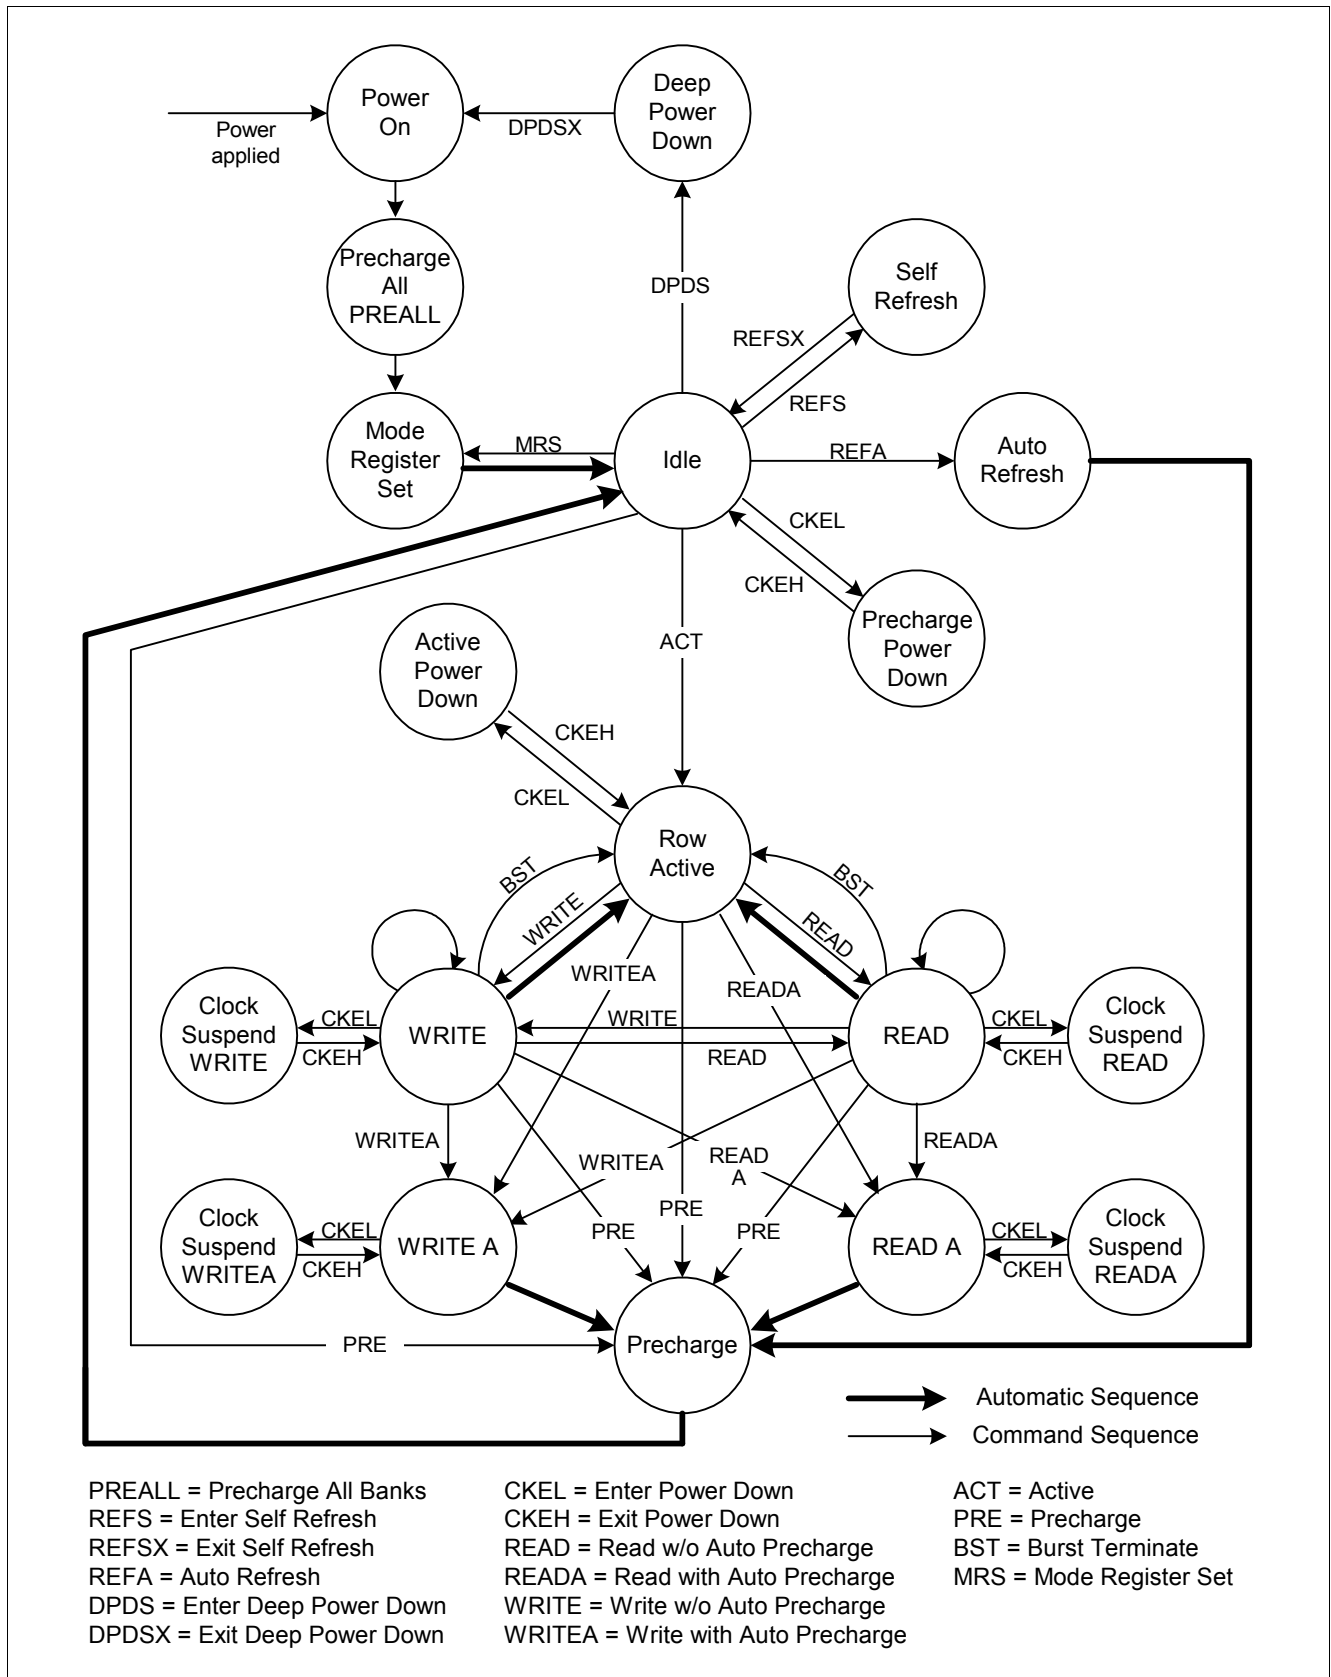 Power
On
Deep
Power
Down
Power
applied
DPDSX
Precharge
All
PREALL
DPDS
Self
Refresh
REFSX
REFS
Mode
Register
Set
MRS
Idle
REFA
Auto
Refresh
CKEL
CKEH
Precharge
Power
Down
ACT
Active
Power
Down
CKEH
CKEL
Row
Active
BST
WRITE
READ
BST
WRITEA
READA
Clock
Suspend
WRITE
CKEL
CKEH
WRITE
WRITE
READ
READ
CKEL
CKEH
Clock
Suspend
READ
WRITEA
WRITEA
READ
A
READA
Clock
Suspend
WRITEA
CKEL
CKEH
WRITE A
PRE
PRE
PRE
READ A
CKEL
CKEH
Clock
Suspend
READA
PRE
Precharge
Automatic Sequence
Command Sequence
PREALL = Precharge All Banks
REFS = Enter Self Refresh
REFSX = Exit Self Refresh
REFA = Auto Refresh
DPDS = Enter Deep Power Down
DPDSX = Exit Deep Power Down
CKEL = Enter Power Down
CKEH = Exit Power Down
READ = Read w/o Auto Precharge
READA = Read with Auto Precharge
WRITE = Write w/o Auto Precharge
WRITEA = Write with Auto Precharge
ACT = Active
PRE = Precharge
BST = Burst Terminate
MRS = Mode Register Set